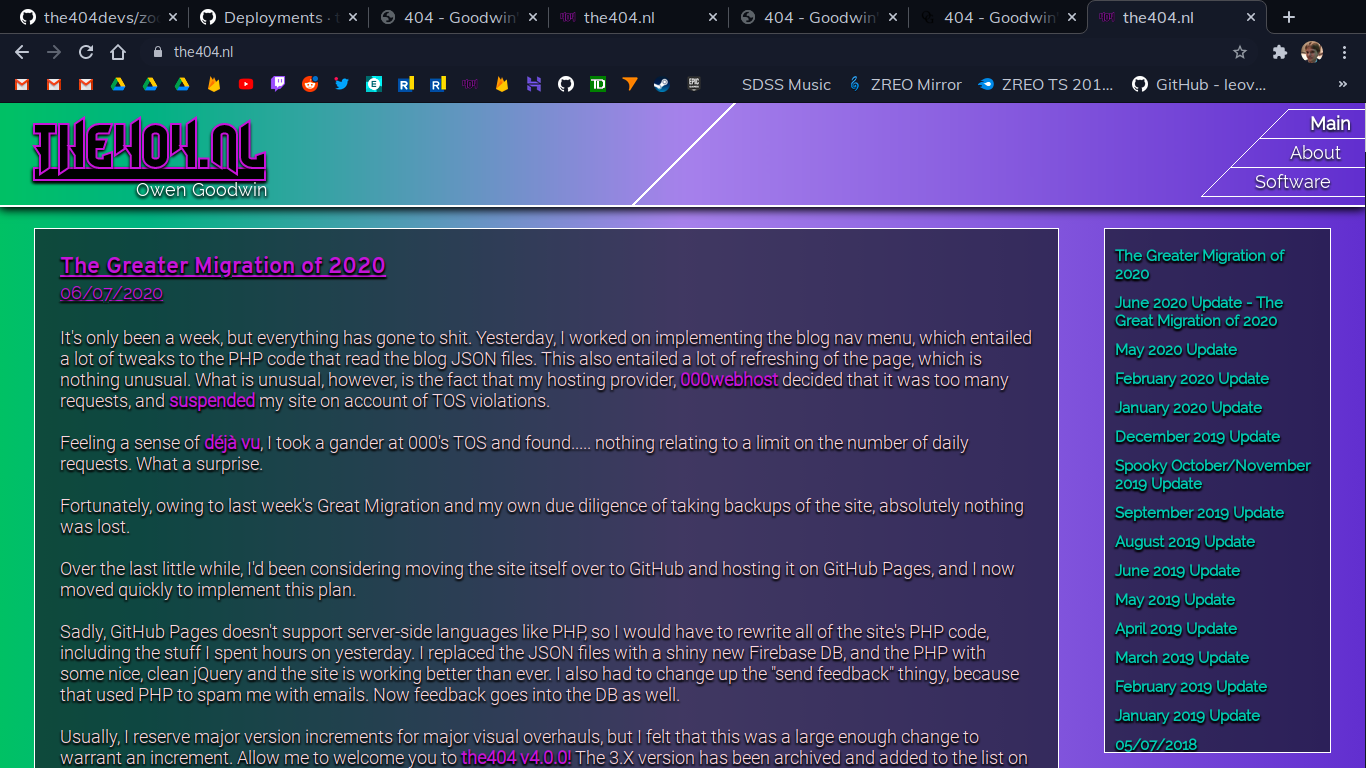 the404devs/zoo
Deployments · t
404 - Goodwin'
the404.nl
404 - Goodwin'
404 - Goodwin'
the404.nl
the404.nl
SDSS Music
ZREO Mirror
ZREO TS 201...
GitHub - leov...
»
THE404.NL
Owen Goodwin
Main
About
Software
The Greater Migration of 2020
06/07/2020
It's only been a week, but everything has gone to shit. Yesterday, I worked on implementing the blog nav menu, which entailed
a lot of tweaks to the PHP code that read the blog JSON files. This also entailed a lot of refreshing of the page, which is
nothing unusual. What is unusual, however, is the fact that my hosting provider, 000webhost decided that it was too many
requests, and suspended my site on account of TOS violations.
Feeling a sense of déjà vu, I took a gander at 000's TOS and found..... nothing relating to a limit on the number of daily
requests. What a surprise.
Fortunately, owing to last week's Great Migration and my own due diligence of taking backups of the site, absolutely nothing
was lost.
Over the last little while, I'd been considering moving the site itself over to GitHub and hosting it on GitHub Pages, and I now
moved quickly to implement this plan.
Sadly, GitHub Pages doesn't support server-side languages like PHP, so I would have to rewrite all of the site's PHP code,
including the stuff I spent hours on yesterday. I replaced the JSON files with a shiny new Firebase DB, and the PHP with
some nice, clean jQuery and the site is working better than ever. I also had to change up the "send feedback" thingy, because
that used PHP to spam me with emails. Now feedback goes into the DB as well.
Usually, I reserve major version increments for major visual overhauls, but I felt that this was a large enough change to
warrant an increment. Allow me to welcome you to the404 v4.0.0! The 3.X version has been archived and added to the list on
The Greater Migration of
2020
June 2020 Update - The
Great Migration of 2020
May 2020 Update
February 2020 Update
January 2020 Update
December 2019 Update
Spooky October/November
2019 Update
September 2019 Update
August 2019 Update
June 2019 Update
May 2019 Update
April 2019 Update
March 2019 Update
February 2019 Update
January 2019 Update
05/07/2018